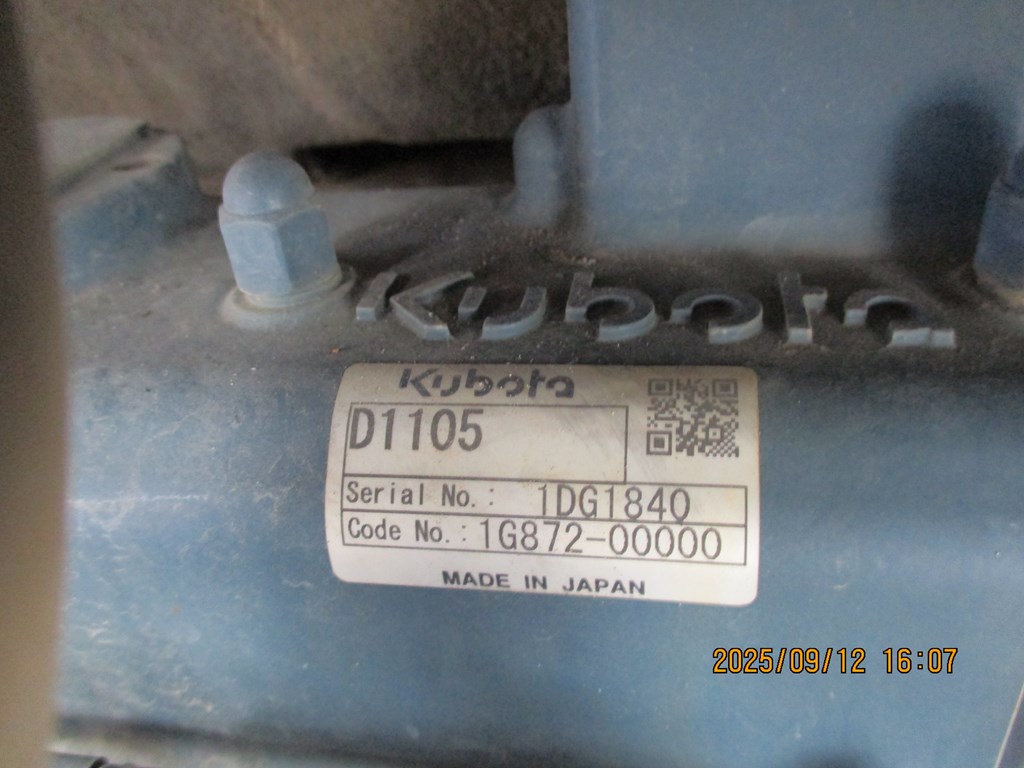 Kubota
Kubota
D1105
Serial No.: 1DG1840
Code No.: 1G872-00000
MADE IN JAPAN
2025/09/12 16:07